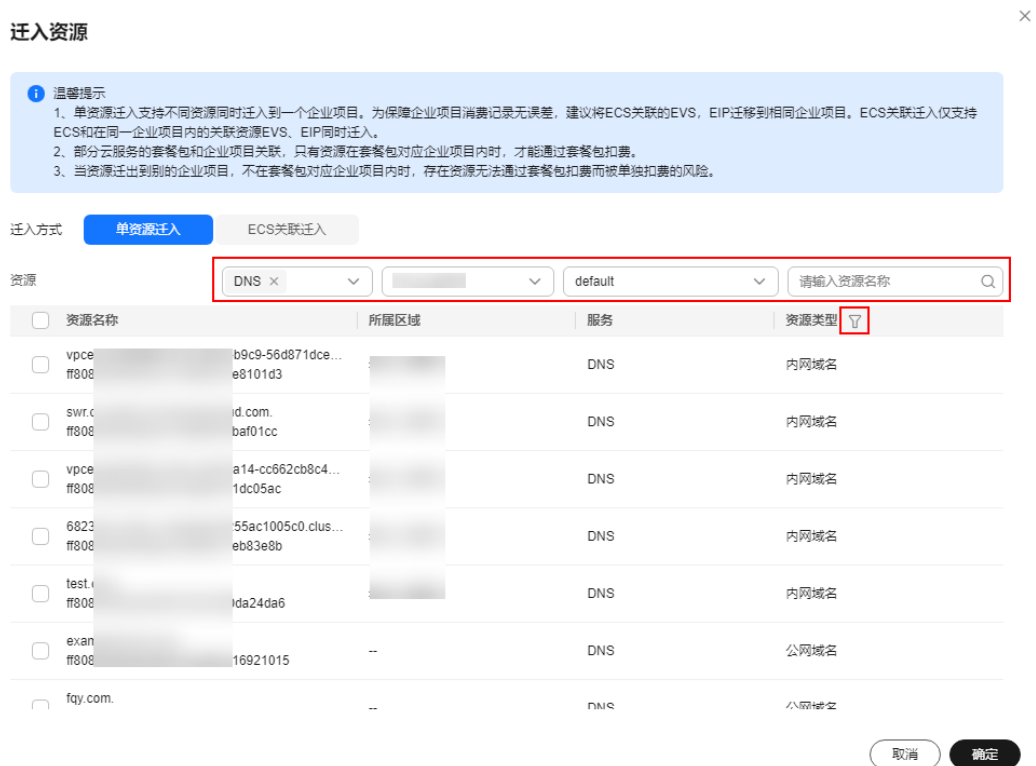 迁入资源
温馨提示
1、单资源迁入支持不同资源同时迁入到一个企业项目。为保障企业项目消费记录无误差，建议将ECS关联的EVS，EIP迁移到相同企业项目。ECS关联迁入仅支持
ECS和在同一企业项目内的关联资源EVS、EIP同时迁入。
2、部分云服务的套餐包和企业项目关联，只有资源在套餐包对应企业项目内时，才能通过套餐包扣费。
3、当资源迁出到别的企业项目，不在套餐包对应企业项目内时，存在资源无法通过套餐包扣费而被单独扣费的风险。
迁入方式 单资源迁入 ECS关联迁入
资源 DNS × default 请输入资源名称
资源名称 所属区域 服务 资源类型
vpce b9c9-56d871dce...
ff808 e8101d3
DNS 内网域名
swr. d.com.
ff808 baf01cc
DNS 内网域名
vpce a14-cc662cb8c4...
ff808 1dc05ac
DNS 内网域名
6823 55ac1005c0.clus...
ff808 eb83e8b
DNS 内网域名
test.
ff808 da24da6
DNS 内网域名
exam
ff808 16921015
-- DNS 公网域名
fqy.com.
-- DNS 公网域名
取消 确定